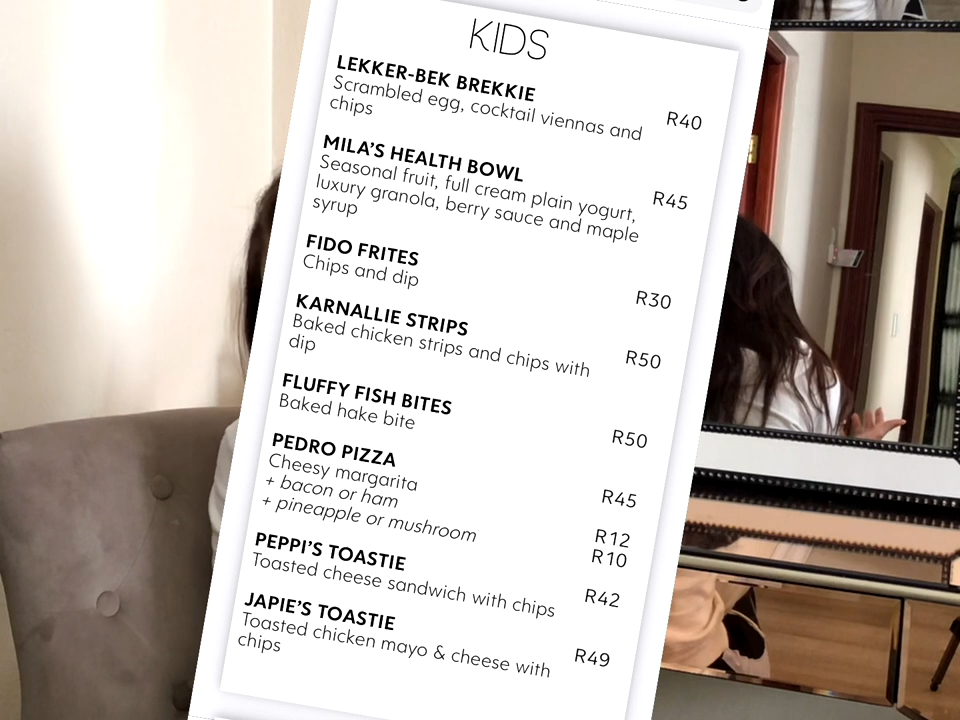 KIDS
LEKKER-BEK BREKKIE
Scrambled egg, cocktail viennas and
chips
R40
MILA'S HEALTH BOWL
Seasonal fruit, full cream plain yogurt,
luxury granola, berry sauce and maple
syrup
R45
FIDO FRITES
Chips and dip
R30
KARNALLIE STRIPS
Baked chicken strips and chips with
dip
R50
FLUFFY FISH BITES
Baked hake bite
R50
PEDRO PIZZA
Cheesy margarita
R45
+ bacon or ham
R12
+ pineapple or mushroom
R10
PEPPI'S TOASTIE
Toasted cheese sandwich with chips
R42
JAPIE'S TOASTIE
Toasted chicken mayo & cheese with
chips
R49